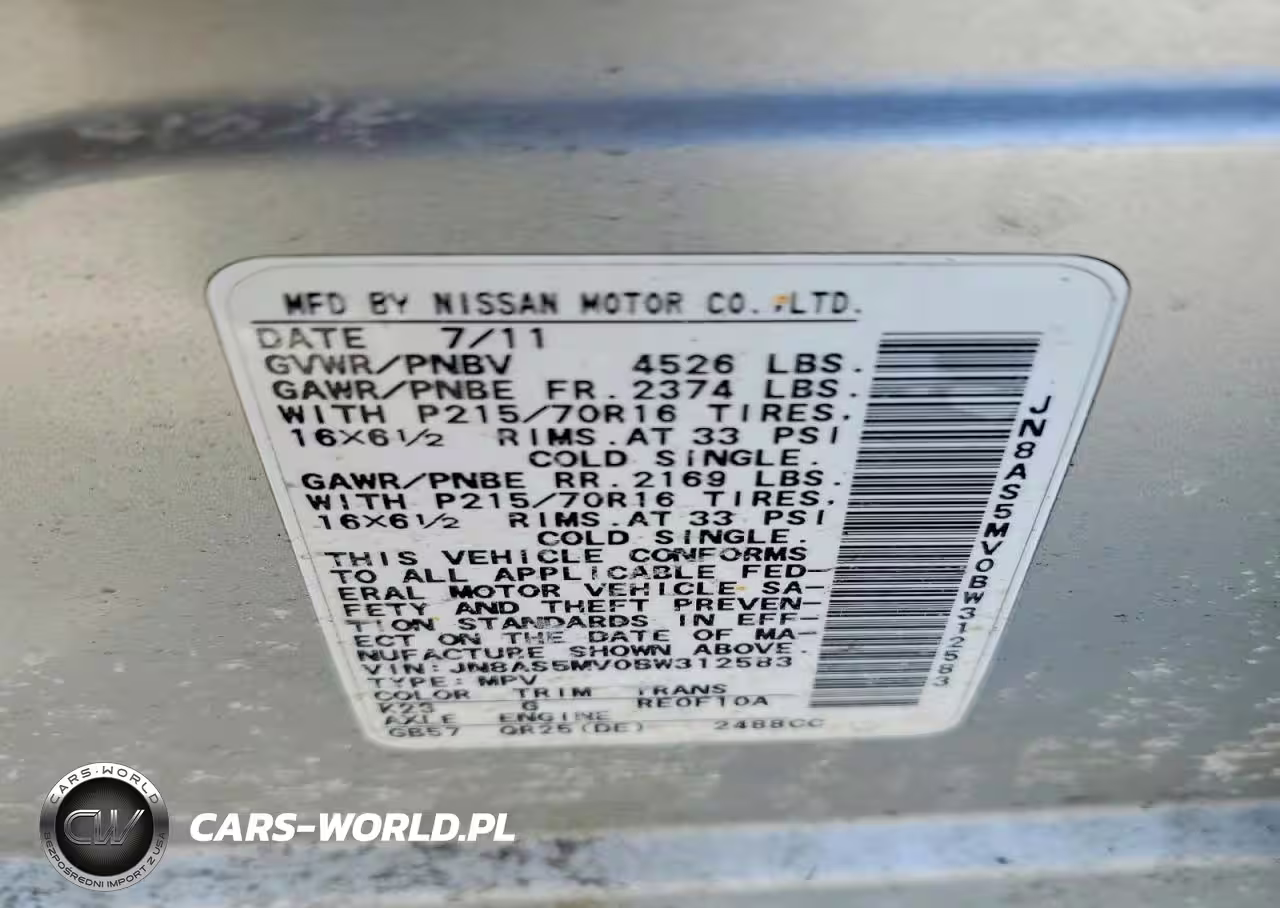 MFD BY NISSAN MOTOR CO.,LTD.
DATE 7/11
GVWR/PNBV 4526 LBS.
GAWR/PNBE FR. 2374 LBS.
WITH P215/70R16 TIRES,
16X6 1/2 RIMS.AT 33 PSI
COLD SINGLE.
GAWR/PNBE RR. 2169 LBS.
WITH P215/70R16 TIRES,
16X6 1/2 RIMS.AT 33 PSI
COLD SINGLE.
THIS VEHICLE CONFORMS
TO ALL APPLICABLE FED-
ERAL MOTOR VEHICLE SA-
FETY AND THEFT PREVEN-
TION STANDARDS IN EFF-
ECT ON THE DATE OF MA-
NUFACTURE SHOWN ABOVE.
VIN:JN8AS5MV0BW312583
TYPE:MPV
COLOR TRIM TRANS
K23 G RE0F10A
AXLE ENGINE
GB57 QR25(DE) 2488CC
JN8AS5MV0BW312583
CARS-WORLD
CW
BEZPOŚREDNI IMPORT Z USA
CARS-WORLD.PL